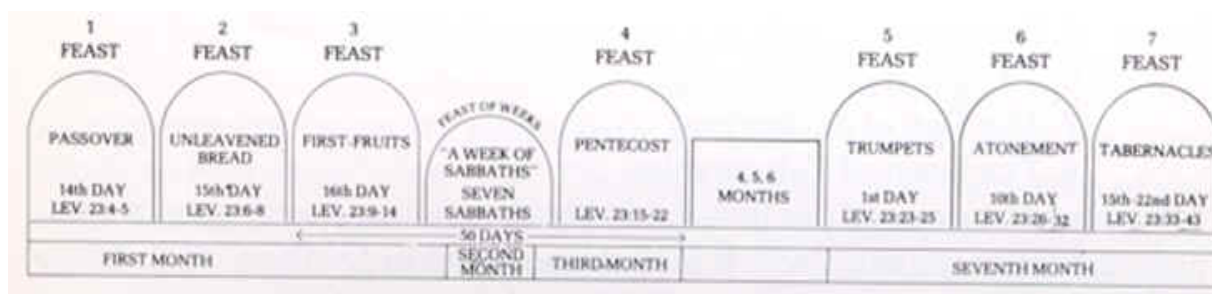 1
FEAST
2
FEAST
3
FEAST
4
FEAST
5
FEAST
6
FEAST
7
FEAST
PASSOVER
14th DAY
LEV. 23:4-5
UNLEAVENED
BREAD
15th DAY
LEV. 23:6-8
FIRST-FRUITS
16th DAY
LEV. 23:9-14
FEAST OF WEEKS
"A WEEK OF
SABBATHS"
SEVEN
SABBATHS
PENTECOST
LEV. 23:15-22
4, 5, 6
MONTHS
TRUMPETS
1st DAY
LEV. 23:23-25
ATONEMENT
10th DAY
LEV. 23:26-32
TABERNACLES
15th-22nd DAY
LEV. 23:33-43
50 DAYS
FIRST MONTH
SECOND
MONTH
THIRD-MONTH
SEVENTH MONTH